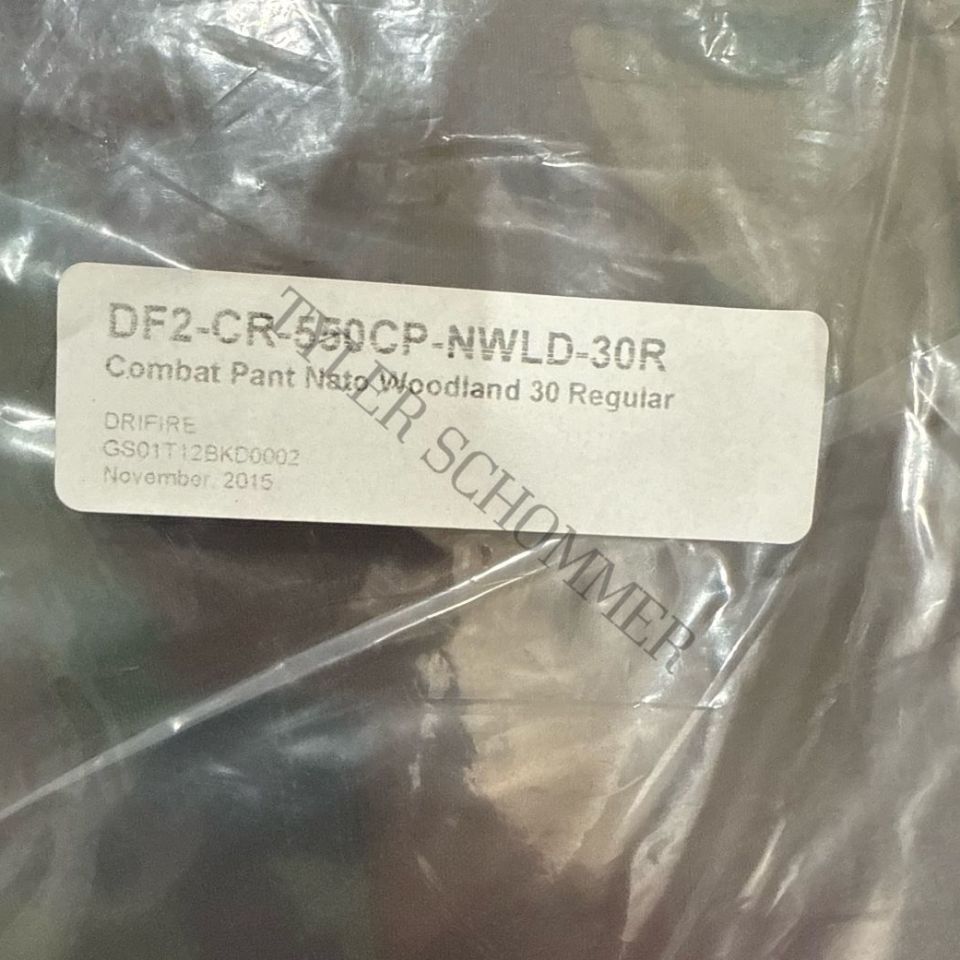 DF2-CR-550CP-NWLD-30R
Combat Pant Nato Woodland 30 Regular
DRIFIRE
GS01T12BKD0002
November, 2015
TYLER SCHOMMER